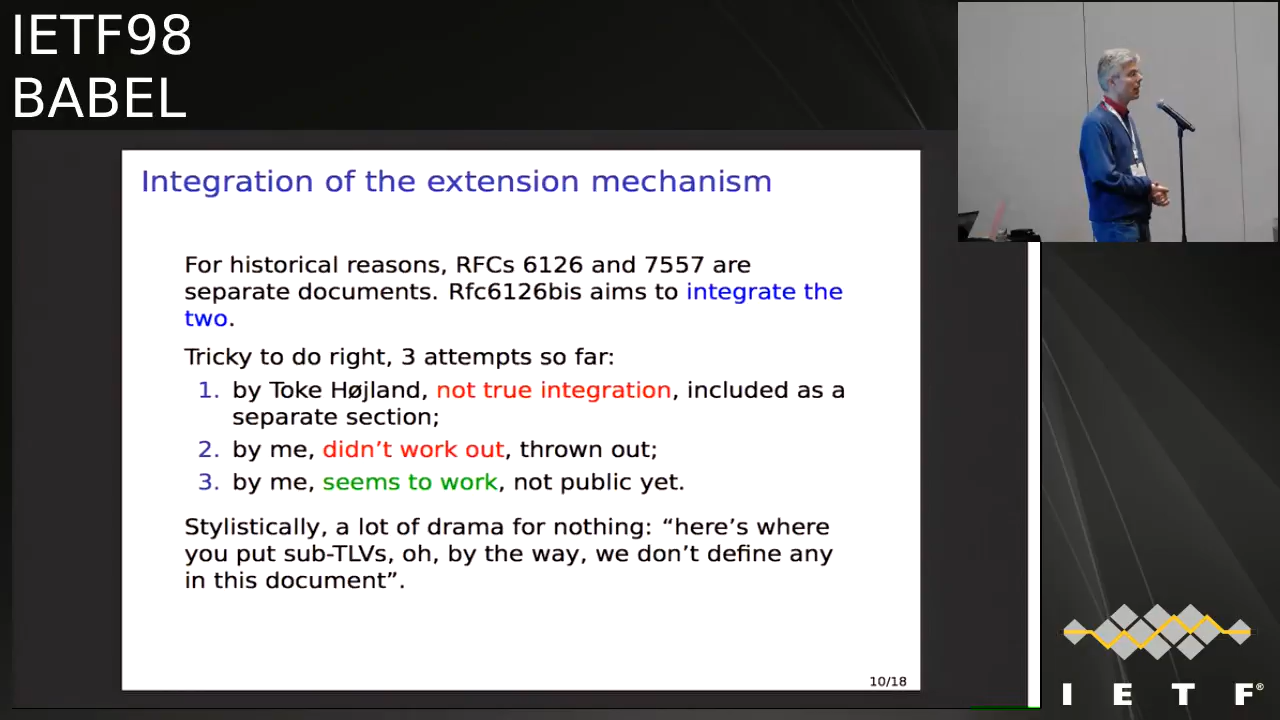 IETF98
BABEL
Integration of the extension mechanism
For historical reasons, RFCs 6126 and 7557 are
separate documents. Rfc6126bis aims to integrate the
two.
Tricky to do right, 3 attempts so far:
1. by Toke Højland, not true integration, included as a
separate section;
2. by me, didn't work out, thrown out;
3. by me, seems to work, not public yet.
Stylistically, a lot of drama for nothing: “here's where
you put sub-TLVs, oh, by the way, we don't define any
in this document”.
10/18
I E T F®